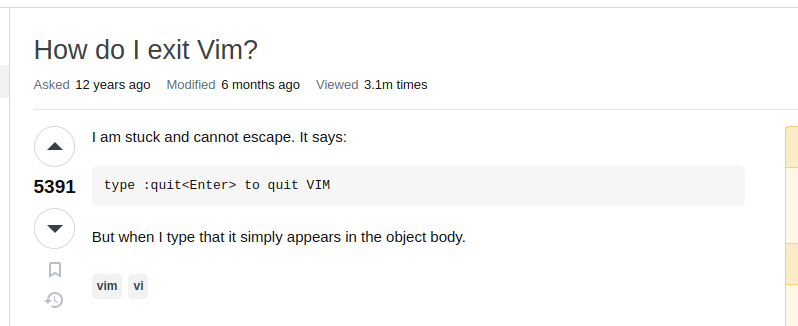 How do I exit Vim?
Asked 12 years ago Modified 6 months ago Viewed 3.1m times
I am stuck and cannot escape. It says:
5391
type :quit<Enter> to quit VIM
But when I type that it simply appears in the object body.
vim vi